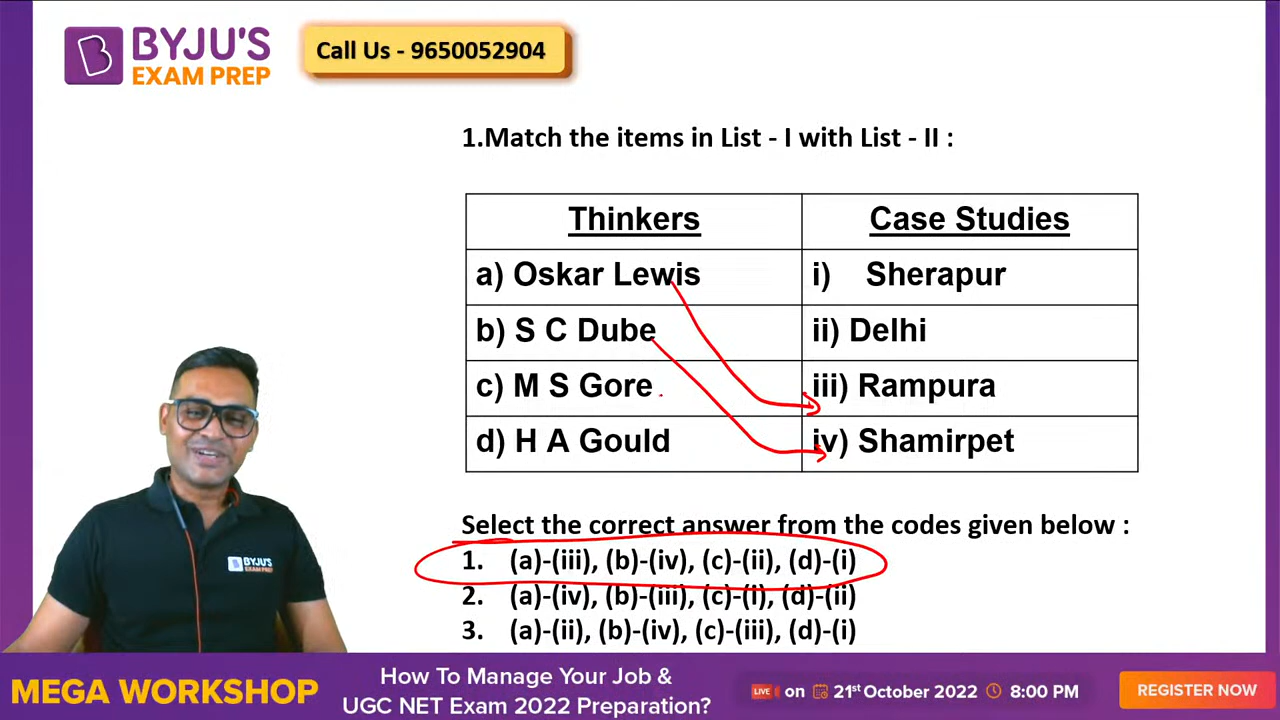 BYJU'S
EXAM PREP
Call Us - 9650052904
1.Match the items in List - I with List - II :
Thinkers
Case Studies
a) Oskar Lewis
i) Sherapur
b) S C Dube
ii) Delhi
c) M S Gore
iii) Rampura
d) H A Gould
iv) Shamirpet
Select the correct answer from the codes given below :
1. (a)-(iii), (b)-(iv), (c)-(ii), (d)-(i)
2. (a)-(iv), (b)-(iii), (c)-(i), (d)-(ii)
3. (a)-(ii), (b)-(iv), (c)-(iii), (d)-(i)
BYJU'S
EXAM PREP
MEGA WORKSHOP
How To Manage Your Job &
UGC NET Exam 2022 Preparation?
LIVE on 21st October 2022 8:00 PM
REGISTER NOW